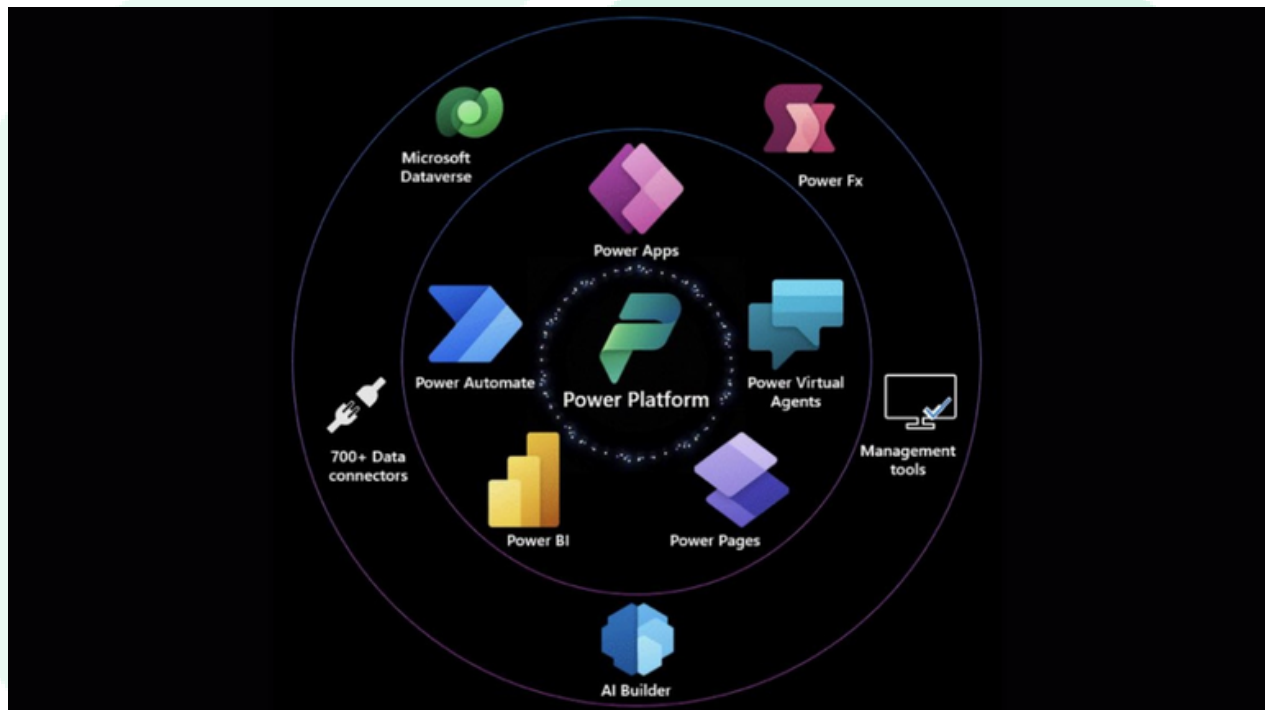 Microsoft
Dataverse
Power Fx
Power Apps
Power Automate
Power Platform
Power Virtual
Agents
700+ Data
connectors
Management
tools
Power BI
Power Pages
AI Builder